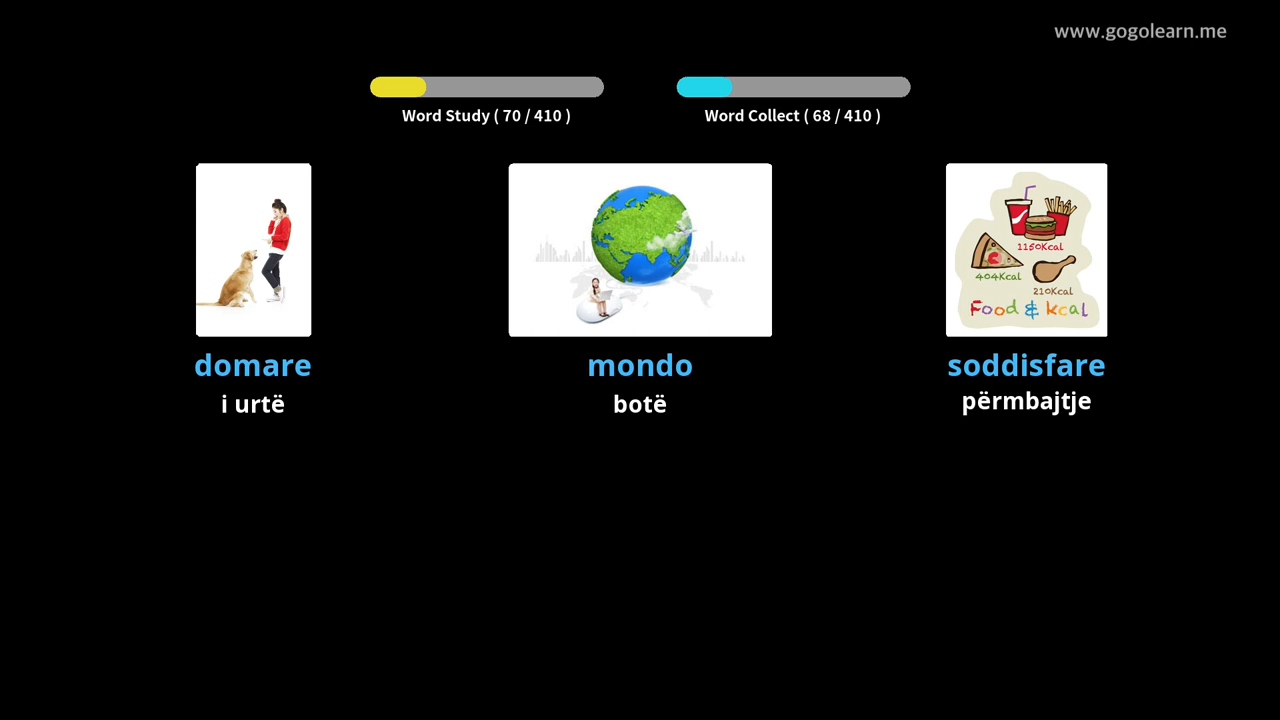 www.gogolearn.me
Word Study ( 70 / 410 )
Word Collect ( 68 / 410 )
1150Kcal
404Kcal
210Kcal
Food & kcal
domare
i urtë
mondo
botë
soddisfare
përmbajtje